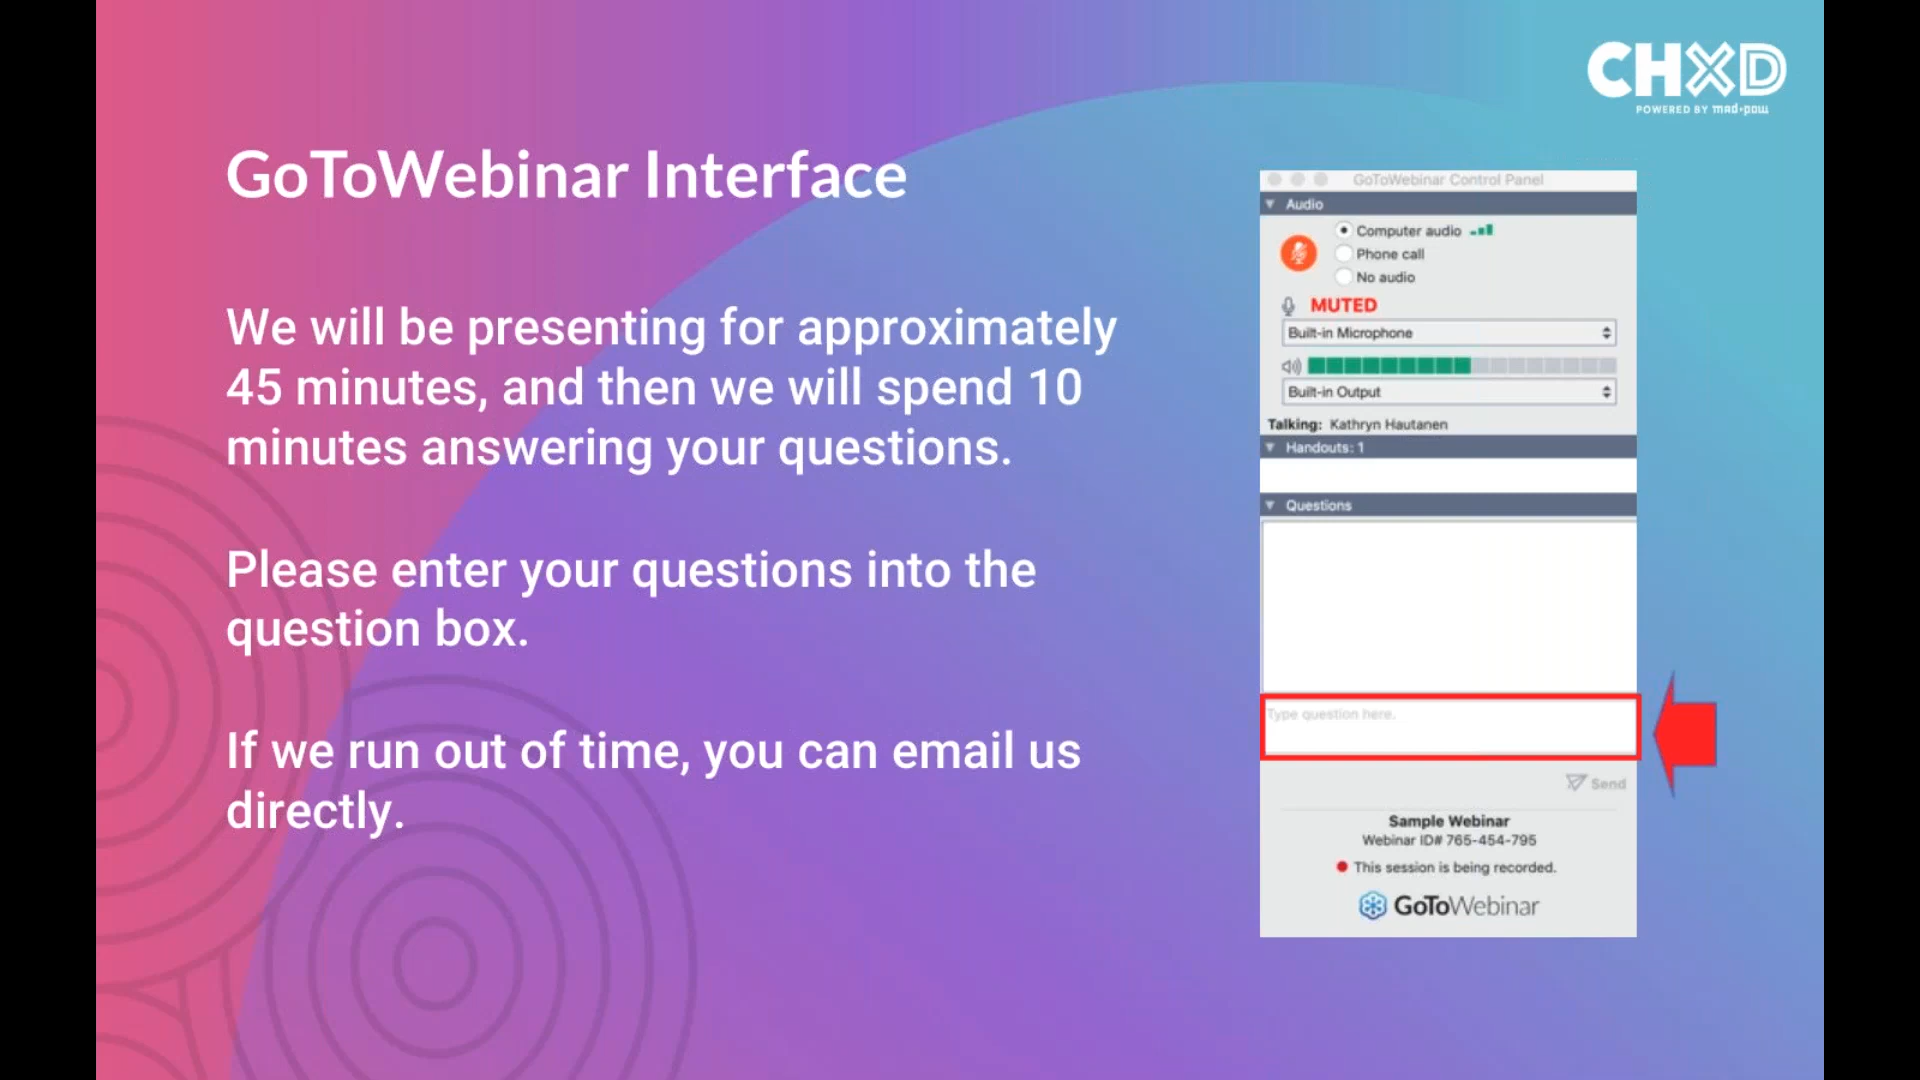 CHXD
POWERED BY mad*pow
GoToWebinar Interface
We will be presenting for approximately
45 minutes, and then we will spend 10
minutes answering your questions.
Please enter your questions into the
question box.
If we run out of time, you can email us
directly.
GoToWebinar Control Panel
Audio
Computer audio
Phone call
No audio
MUTED
Built-in Microphone
Built-in Output
Talking: Kathryn Hautanen
Handouts: 1
Questions
Type question here.
Send
Sample Webinar
Webinar ID# 765-454-795
This session is being recorded.
GoToWebinar